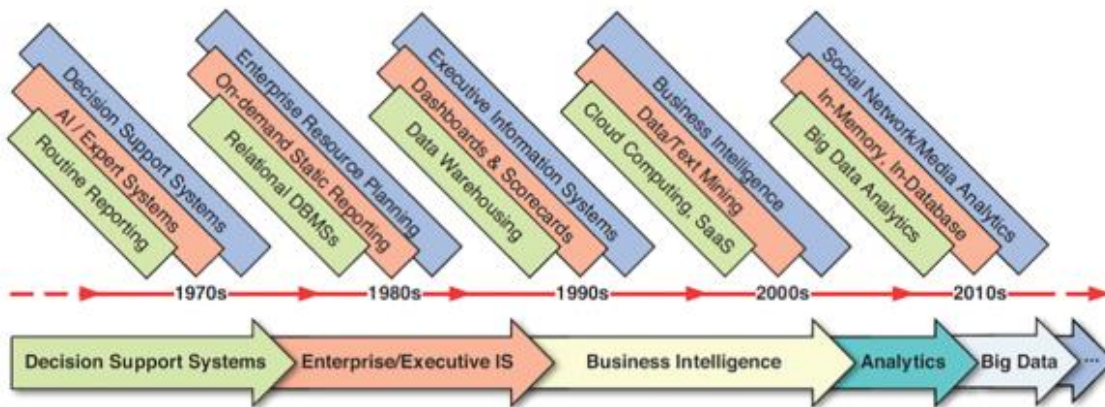 Decision Support Systems
AI / Expert Systems
Routine Reporting
Enterprise Resource Planning
On-demand Static Reporting
Relational DBMSs
Executive Information Systems
Dashboards & Scorecards
Data Warehousing
Business Intelligence
Data/Text Mining
Cloud Computing, SaaS
Social Network/Media Analytics
In-Memory, In-Database
Big Data Analytics
1970s
1980s
1990s
2000s
2010s
Decision Support Systems
Enterprise/Executive IS
Business Intelligence
Analytics
Big Data
...